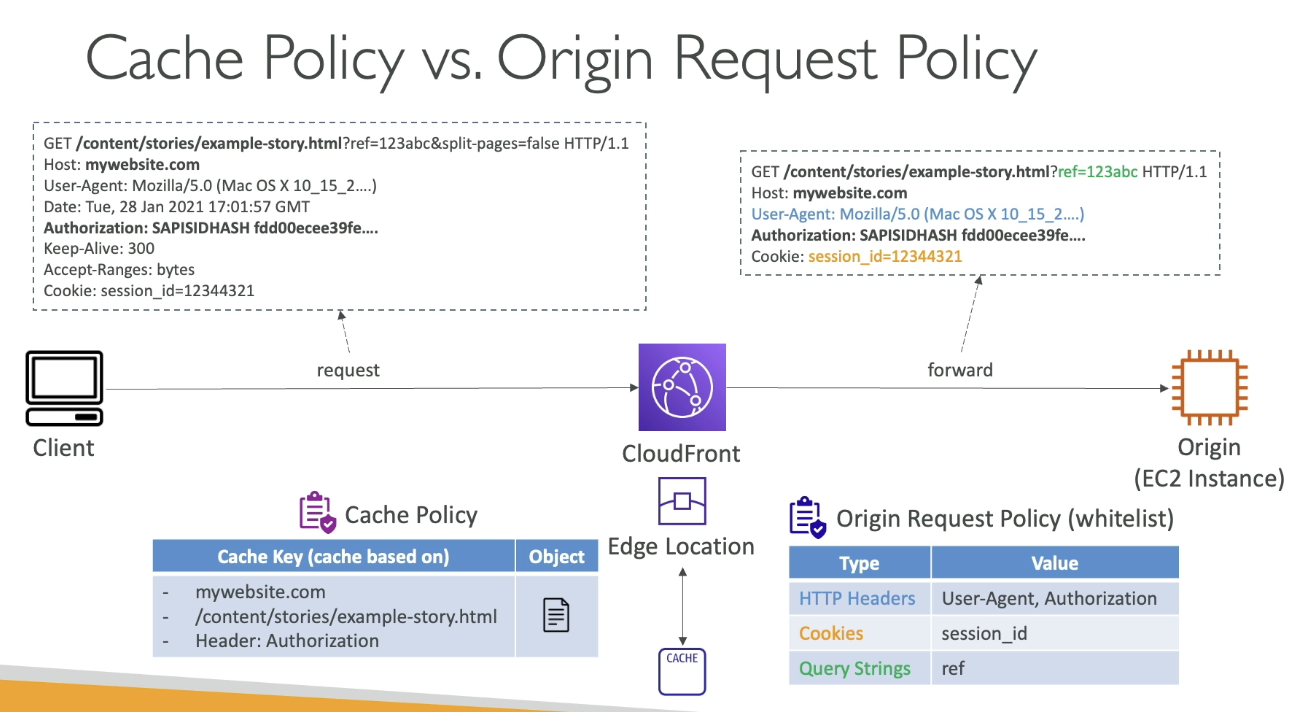 Cache Policy vs. Origin Request Policy
GET /content/stories/example-story.html?ref=123abc&split-pages=false HTTP/1.1
Host: mywebsite.com
User-Agent: Mozilla/5.0 (Mac OS X 10_15_2....)
Date: Tue, 28 Jan 2021 17:01:57 GMT
Authorization: SAPISIDHASH fdd00ecee39fe....
Keep-Alive: 300
Accept-Ranges: bytes
Cookie: session_id=12344321
GET /content/stories/example-story.html?ref=123abc HTTP/1.1
Host: mywebsite.com
User-Agent: Mozilla/5.0 (Mac OS X 10_15_2....)
Authorization: SAPISIDHASH fdd00ecee39fe....
Cookie: session_id=12344321
request
forward
Client
CloudFront
Origin
(EC2 Instance)
Cache Policy
Cache Key (cache based on)
Object
- mywebsite.com
- /content/stories/example-story.html
- Header: Authorization
Edge Location
CACHE
Origin Request Policy (whitelist)
Type
Value
HTTP Headers
User-Agent, Authorization
Cookies
session_id
Query Strings
ref